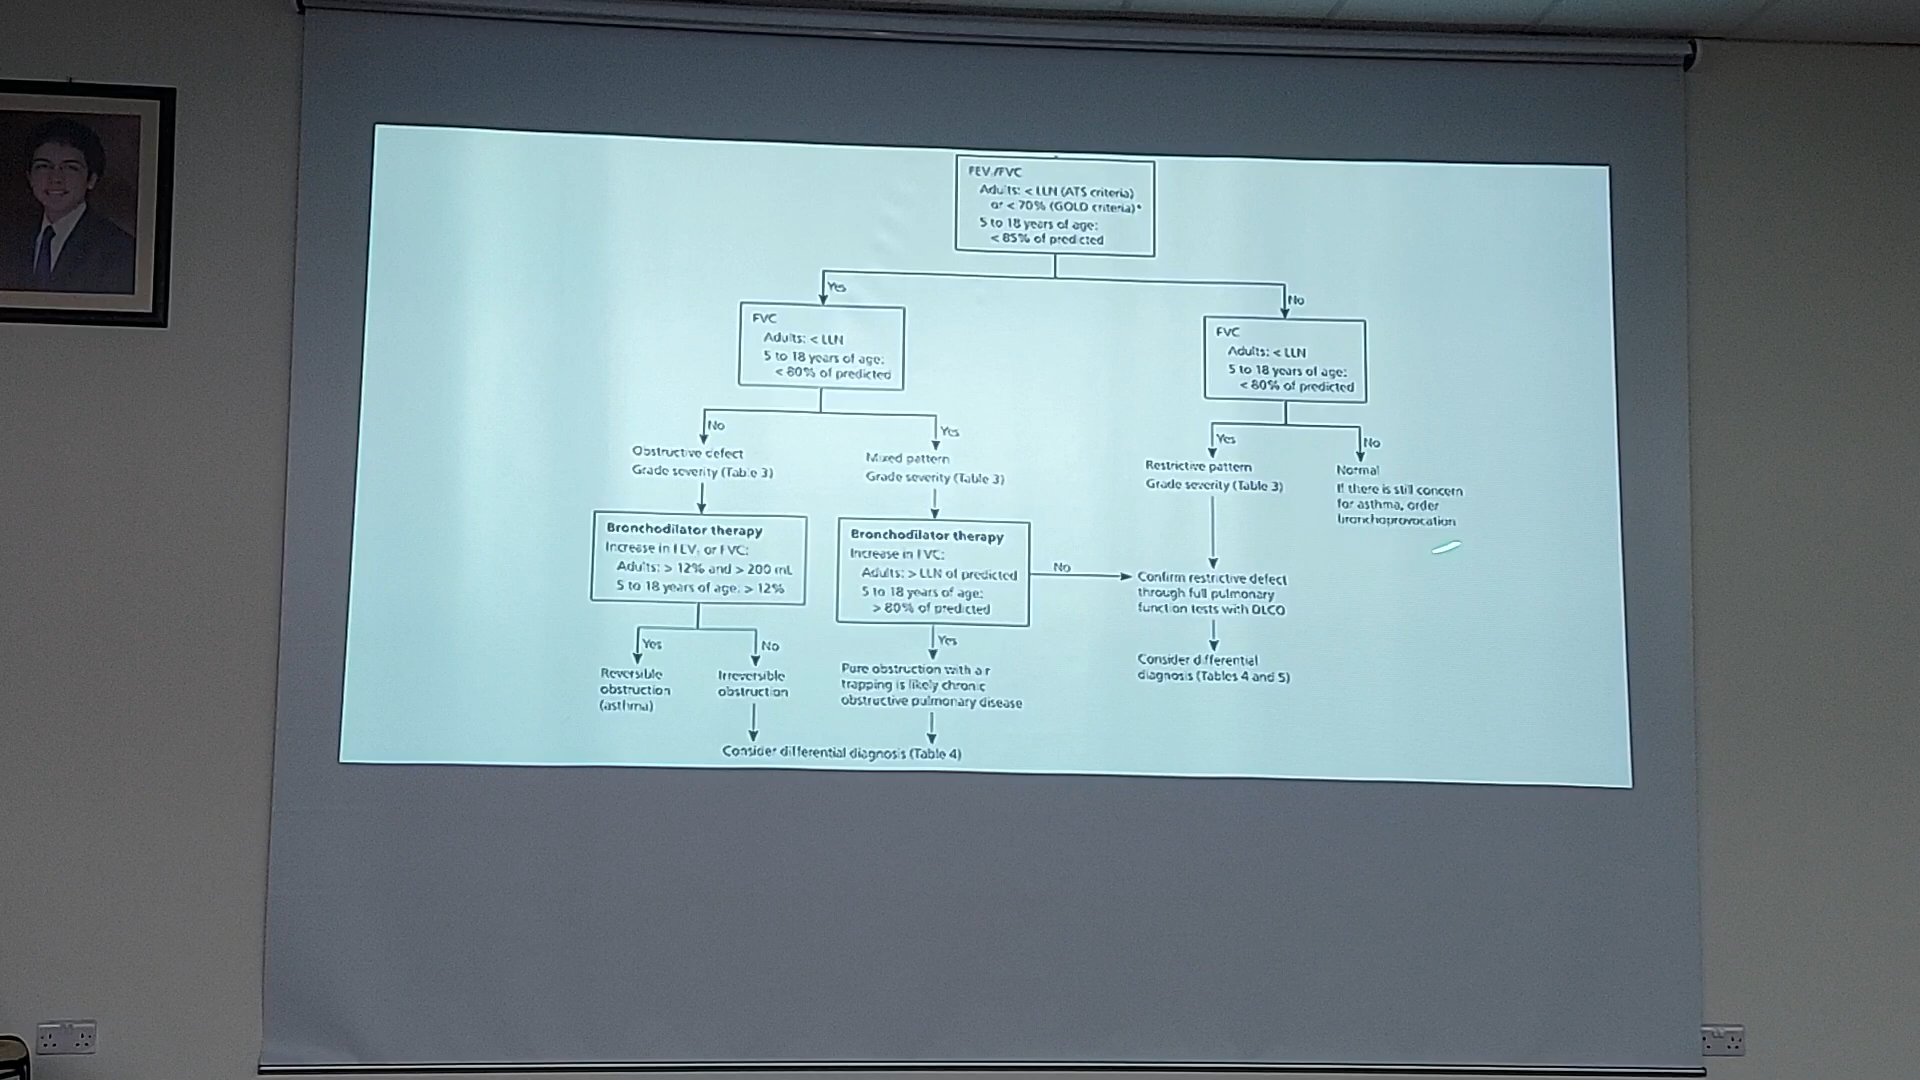 FEV₁/FVC
Adults: < LLN (ATS criteria)
or < 70% (GOLD criteria)*
5 to 18 years of age:
< 85% of predicted
Yes
No
FVC
Adults: < LLN
5 to 18 years of age:
< 80% of predicted
FVC
Adults: < LLN
5 to 18 years of age:
< 80% of predicted
No
Yes
Yes
No
Obstructive defect
Grade severity (Table 3)
Mixed pattern
Grade severity (Table 3)
Restrictive pattern
Grade severity (Table 3)
Normal
If there is still concern
for asthma, order
bronchoprovocation
Bronchodilator therapy
Increase in FEV₁ or FVC:
Adults: > 12% and > 200 mL
5 to 18 years of age: > 12%
Bronchodilator therapy
Increase in FVC:
Adults: > LLN of predicted
5 to 18 years of age:
> 80% of predicted
No
Confirm restrictive defect
through full pulmonary
function tests with DLCO
Yes
No
Yes
Reversible
obstruction
(asthma)
Irreversible
obstruction
Pure obstruction with air
trapping is likely chronic
obstructive pulmonary disease
Consider differential
diagnosis (Tables 4 and 5)
Consider differential diagnosis (Table 4)